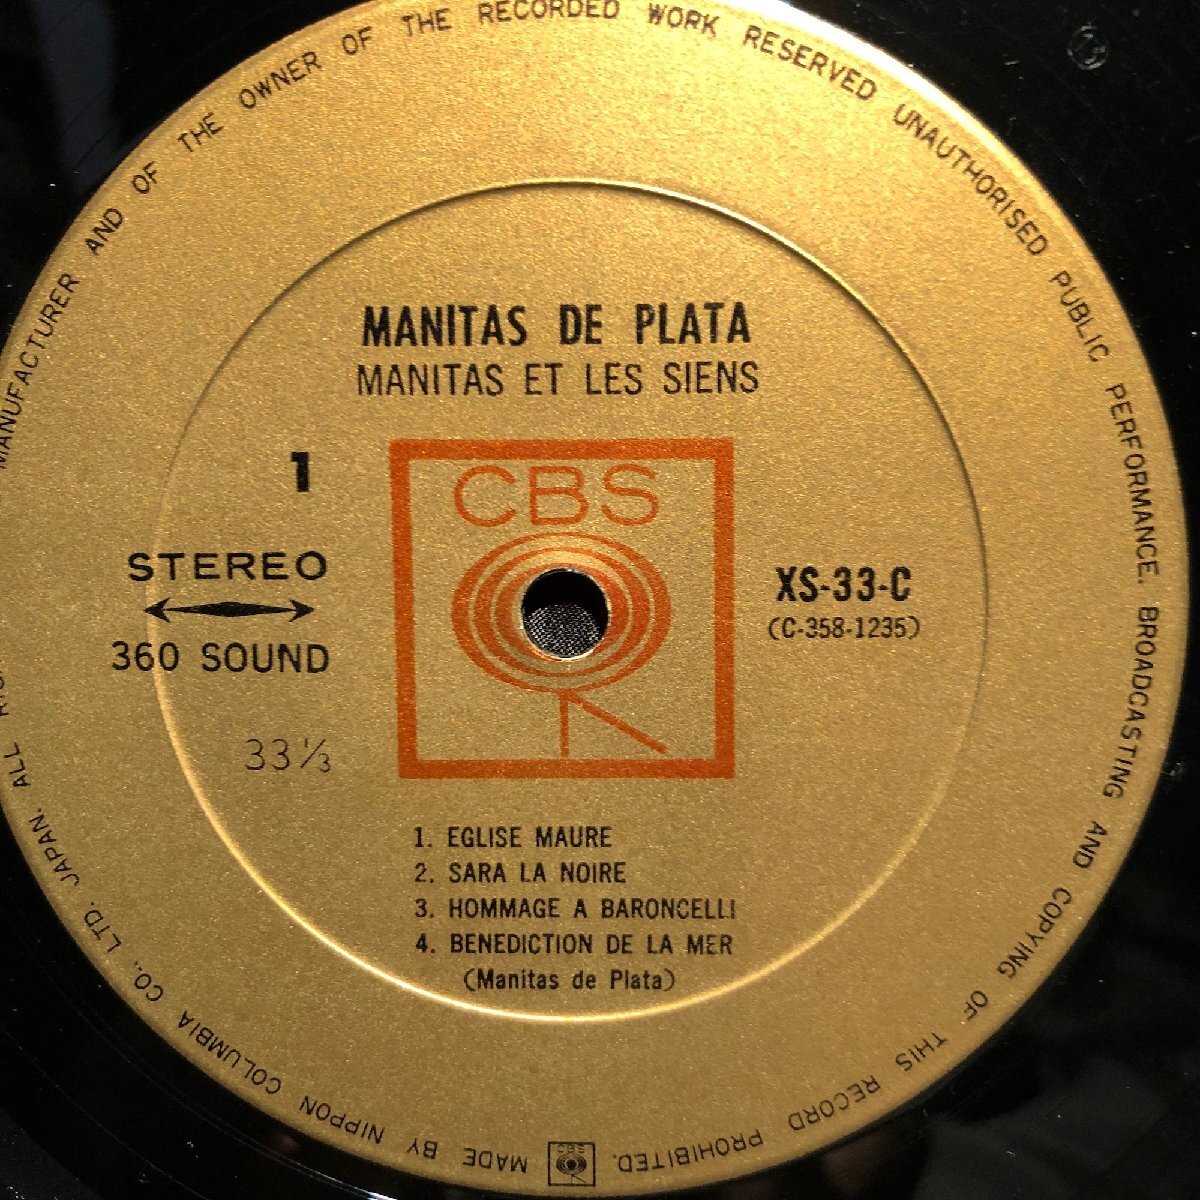 MANITAS DE PLATA
MANITAS ET LES SIENS
CBS
1
STEREO
360 SOUND
33 ⅓
XS-33-C
(C-358-1235)
1. EGLISE MAURE
2. SARA LA NOIRE
3. HOMMAGE A BARONCELLI
4. BENEDICTION DE LA MER
(Manitas de Plata)
MADE BY NIPPON COLUMBIA CO., LTD. JAPAN. ALL MANUFACTURER AND OF THE OWNER OF THE RECORDED WORK RESERVED UNAUTHORISED PUBLIC PERFORMANCE. BROADCASTING AND COPYING OF THIS RECORD PROHIBITED.
CBS